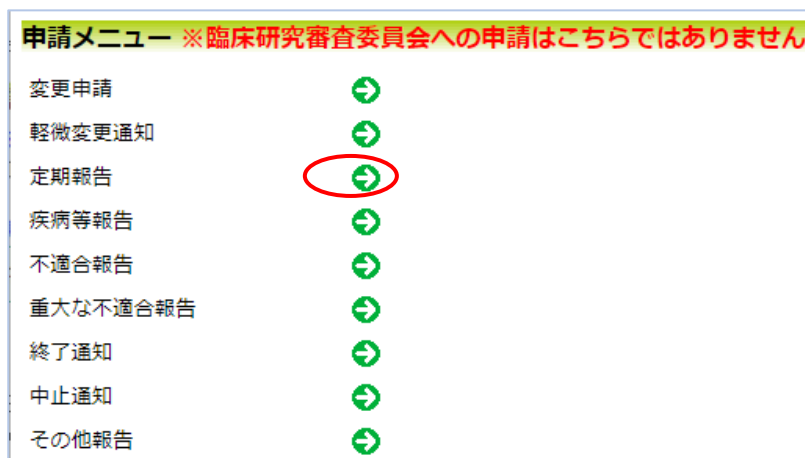 申請メニュー ※臨床研究審査委員会への申請はこちらではありません
変更申請
軽微変更通知
定期報告
疾病等報告
不適合報告
重大な不適合報告
終了通知
中止通知
その他報告